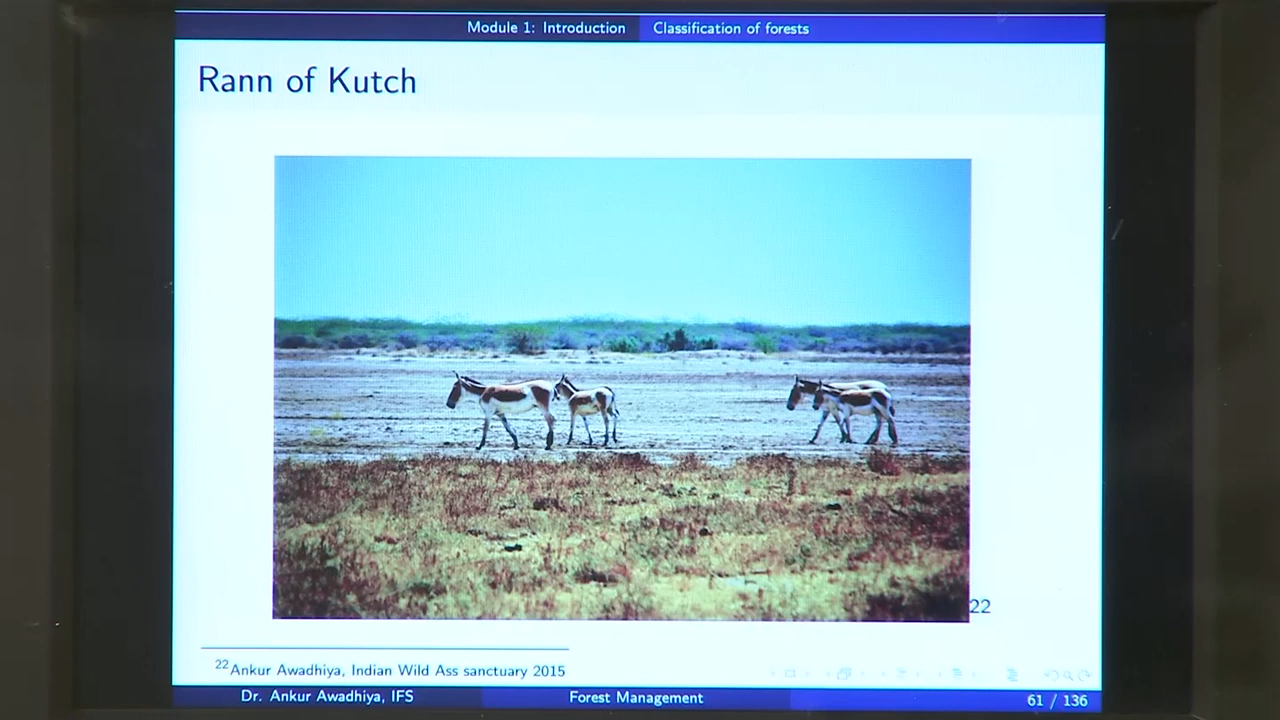 Module 1: Introduction Classification of forests
Rann of Kutch
22
22 Ankur Awadhiya, Indian Wild Ass sanctuary 2015
Dr. Ankur Awadhiya, IFS Forest Management 61 / 136